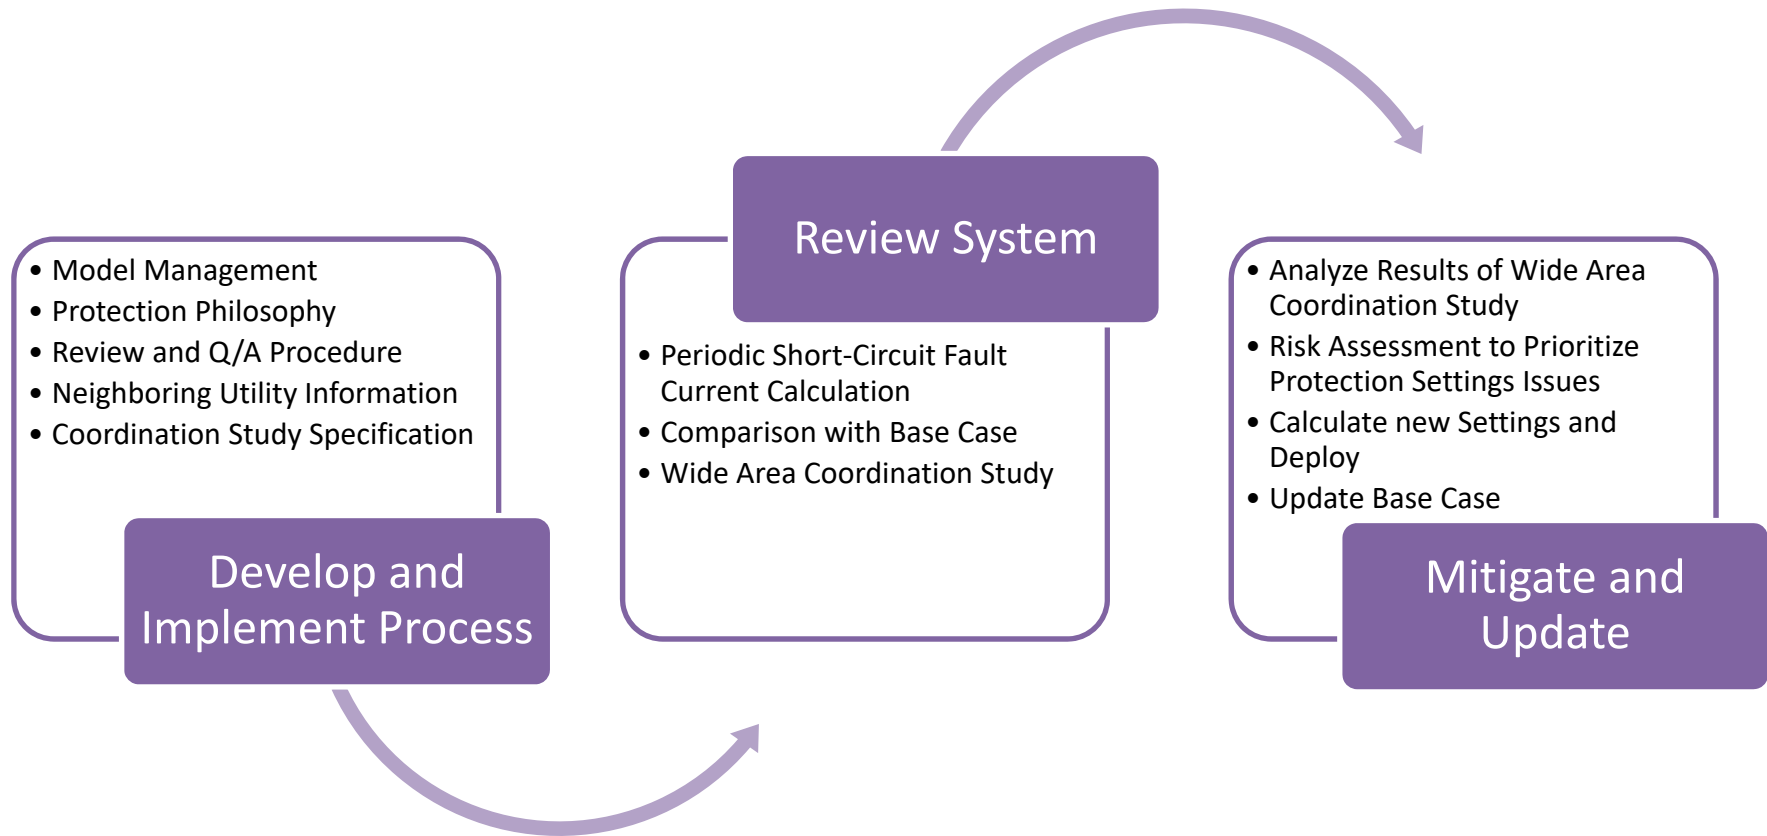 • Model Management
• Protection Philosophy
• Review and Q/A Procedure
• Neighboring Utility Information
• Coordination Study Specification
Develop and
Implement Process
Review System
• Periodic Short-Circuit Fault
Current Calculation
• Comparison with Base Case
• Wide Area Coordination Study
• Analyze Results of Wide Area
Coordination Study
• Risk Assessment to Prioritize
Protection Settings Issues
• Calculate new Settings and
Deploy
• Update Base Case
Mitigate and
Update